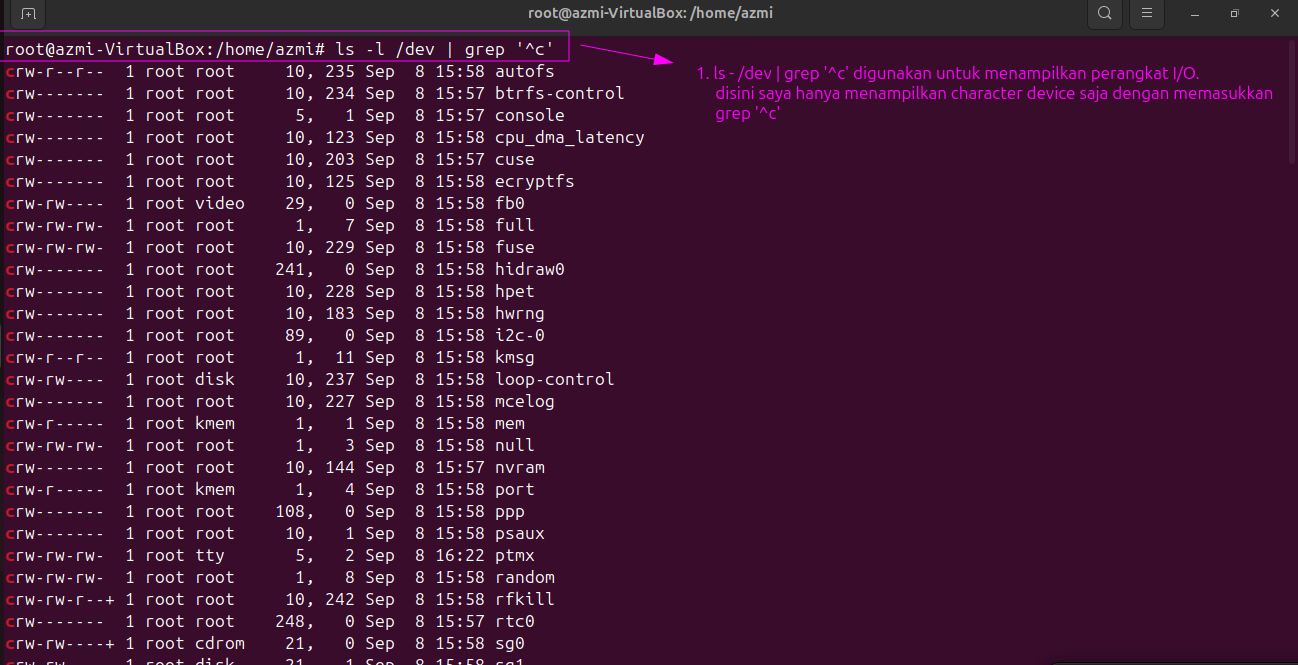 root@azmi-VirtualBox: /home/azmi
root@azmi-VirtualBox:/home/azmi# ls -l /dev | grep '^c'
1. ls - /dev | grep '^c' digunakan untuk menampilkan perangkat I/O.
disini saya hanya menampilkan character device saja dengan memasukkan
grep '^c'
crw-r--r--  1 root root     10, 235 Sep  8 15:58 autofs
crw-------  1 root root     10, 234 Sep  8 15:57 btrfs-control
crw-------  1 root root      5,   1 Sep  8 15:57 console
crw-------  1 root root     10, 123 Sep  8 15:58 cpu_dma_latency
crw-------  1 root root     10, 203 Sep  8 15:57 cuse
crw-------  1 root root     10, 125 Sep  8 15:58 ecryptfs
crw-rw----  1 root video    29,   0 Sep  8 15:58 fb0
crw-rw-rw-  1 root root      1,   7 Sep  8 15:58 full
crw-rw-rw-  1 root root     10, 229 Sep  8 15:58 fuse
crw-------  1 root root    241,   0 Sep  8 15:58 hidraw0
crw-------  1 root root     10, 228 Sep  8 15:58 hpet
crw-------  1 root root     10, 183 Sep  8 15:58 hwrng
crw-------  1 root root     89,   0 Sep  8 15:58 i2c-0
crw-r--r--  1 root root      1,  11 Sep  8 15:58 kmsg
crw-rw----  1 root disk     10, 237 Sep  8 15:58 loop-control
crw-------  1 root root     10, 227 Sep  8 15:58 mcelog
crw-r-----  1 root kmem      1,   1 Sep  8 15:58 mem
crw-rw-rw-  1 root root      1,   3 Sep  8 15:58 null
crw-------  1 root root     10, 144 Sep  8 15:57 nvram
crw-r-----  1 root kmem      1,   4 Sep  8 15:58 port
crw-------  1 root root    108,   0 Sep  8 15:58 ppp
crw-------  1 root root     10,   1 Sep  8 15:58 psaux
crw-rw-rw-  1 root tty       5,   2 Sep  8 16:22 ptmx
crw-rw-rw-  1 root root      1,   8 Sep  8 15:58 random
crw-rw-r--+ 1 root root     10, 242 Sep  8 15:58 rfkill
crw-------  1 root root    248,   0 Sep  8 15:57 rtc0
crw-rw----+ 1 root cdrom    21,   0 Sep  8 15:58 sg0
crw-rw----  1 root disk     21,   1 Sep  8 15:58 sg1